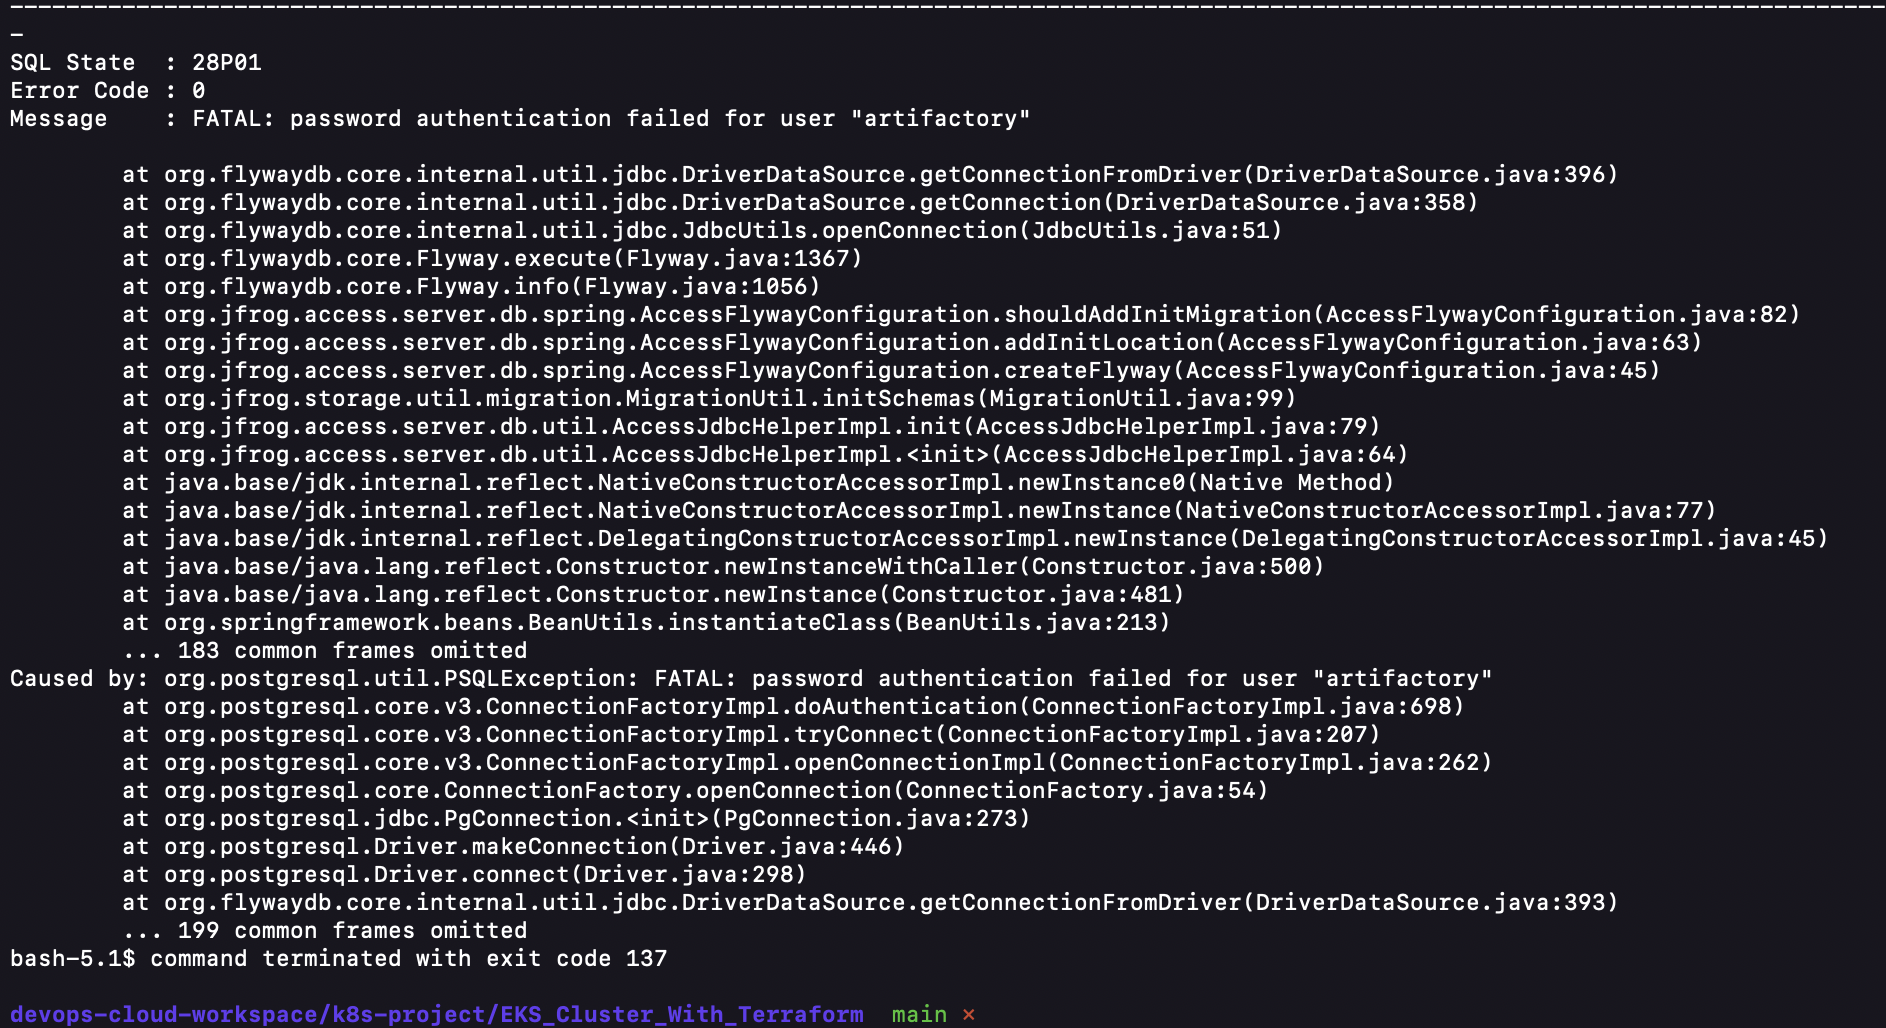 ------------------------------------------------------------------------------------------------------------------------------------------
-
SQL State  : 28P01
Error Code : 0
Message    : FATAL: password authentication failed for user "artifactory"

        at org.flywaydb.core.internal.util.jdbc.DriverDataSource.getConnectionFromDriver(DriverDataSource.java:396)
        at org.flywaydb.core.internal.util.jdbc.DriverDataSource.getConnection(DriverDataSource.java:358)
        at org.flywaydb.core.internal.util.jdbc.JdbcUtils.openConnection(JdbcUtils.java:51)
        at org.flywaydb.core.Flyway.execute(Flyway.java:1367)
        at org.flywaydb.core.Flyway.info(Flyway.java:1056)
        at org.jfrog.access.server.db.spring.AccessFlywayConfiguration.shouldAddInitMigration(AccessFlywayConfiguration.java:82)
        at org.jfrog.access.server.db.spring.AccessFlywayConfiguration.addInitLocation(AccessFlywayConfiguration.java:63)
        at org.jfrog.access.server.db.spring.AccessFlywayConfiguration.createFlyway(AccessFlywayConfiguration.java:45)
        at org.jfrog.storage.util.migration.MigrationUtil.initSchemas(MigrationUtil.java:99)
        at org.jfrog.access.server.db.util.AccessJdbcHelperImpl.init(AccessJdbcHelperImpl.java:79)
        at org.jfrog.access.server.db.util.AccessJdbcHelperImpl.<init>(AccessJdbcHelperImpl.java:64)
        at java.base/jdk.internal.reflect.NativeConstructorAccessorImpl.newInstance0(Native Method)
        at java.base/jdk.internal.reflect.NativeConstructorAccessorImpl.newInstance(NativeConstructorAccessorImpl.java:77)
        at java.base/jdk.internal.reflect.DelegatingConstructorAccessorImpl.newInstance(DelegatingConstructorAccessorImpl.java:45)
        at java.base/java.lang.reflect.Constructor.newInstanceWithCaller(Constructor.java:500)
        at java.base/java.lang.reflect.Constructor.newInstance(Constructor.java:481)
        at org.springframework.beans.BeanUtils.instantiateClass(BeanUtils.java:213)
        ... 183 common frames omitted
Caused by: org.postgresql.util.PSQLException: FATAL: password authentication failed for user "artifactory"
        at org.postgresql.core.v3.ConnectionFactoryImpl.doAuthentication(ConnectionFactoryImpl.java:698)
        at org.postgresql.core.v3.ConnectionFactoryImpl.tryConnect(ConnectionFactoryImpl.java:207)
        at org.postgresql.core.v3.ConnectionFactoryImpl.openConnectionImpl(ConnectionFactoryImpl.java:262)
        at org.postgresql.core.ConnectionFactory.openConnection(ConnectionFactory.java:54)
        at org.postgresql.jdbc.PgConnection.<init>(PgConnection.java:273)
        at org.postgresql.Driver.makeConnection(Driver.java:446)
        at org.postgresql.Driver.connect(Driver.java:298)
        at org.flywaydb.core.internal.util.jdbc.DriverDataSource.getConnectionFromDriver(DriverDataSource.java:393)
        ... 199 common frames omitted
bash-5.1$ command terminated with exit code 137

devops-cloud-workspace/k8s-project/EKS_Cluster_With_Terraform  main ×